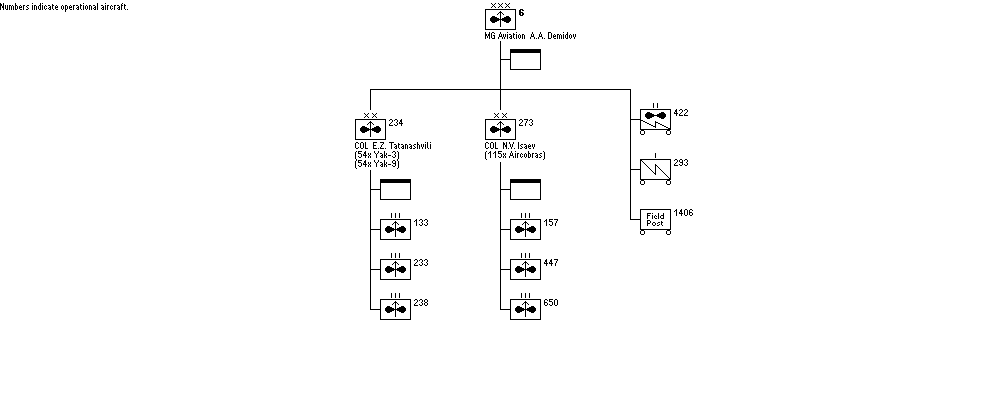 Numbers indicate operational aircraft.
XXX
6
MG Aviation A.A. Demidov
XX
234
COL E.Z. Tatanashvili
(54x Yak-3)
(54x Yak-9)
XX
273
COL N.V. Isaev
(115x Aircobras)
II
422
I
293
Field
Post
1406
III
133
III
233
III
238
III
157
III
447
III
650